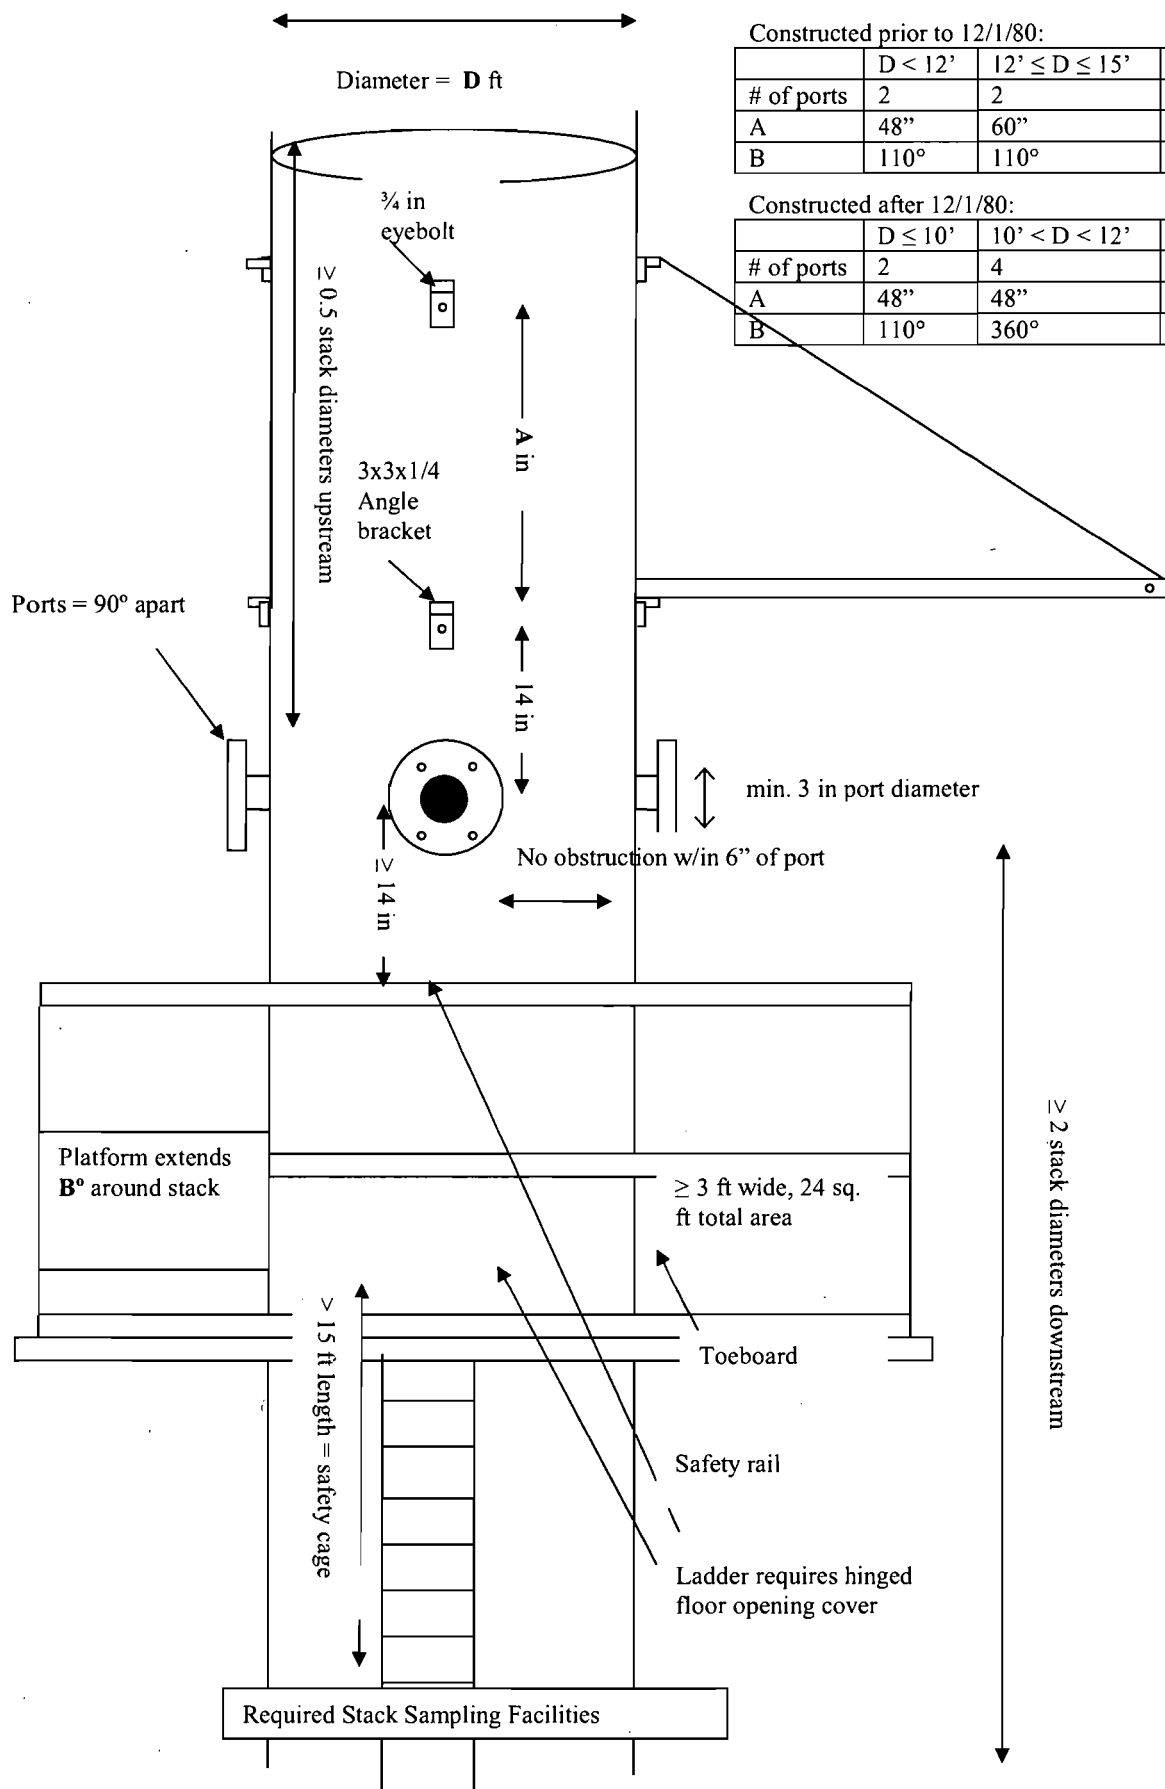 Constructed prior to 12/1/80:
D < 12’ 12’ ≤ D ≤ 15’
# of ports 2 2
A 48” 60”
B 110° 110°
Constructed after 12/1/80:
D ≤ 10’ 10’ < D < 12’
# of ports 2 4
A 48” 48”
B 110° 360°
Diameter = D ft
¾ in
eyebolt
≥ 0.5 stack diameters upstream
A in
3x3x1/4
Angle
bracket
Ports = 90° apart
14 in
min. 3 in port diameter
No obstruction w/in 6” of port
≥ 14 in
Platform extends
B° around stack
≥ 3 ft wide, 24 sq.
ft total area
≥ 2 stack diameters downstream
> 15 ft length = safety cage
Toeboard
Safety rail
Ladder requires hinged
floor opening cover
Required Stack Sampling Facilities